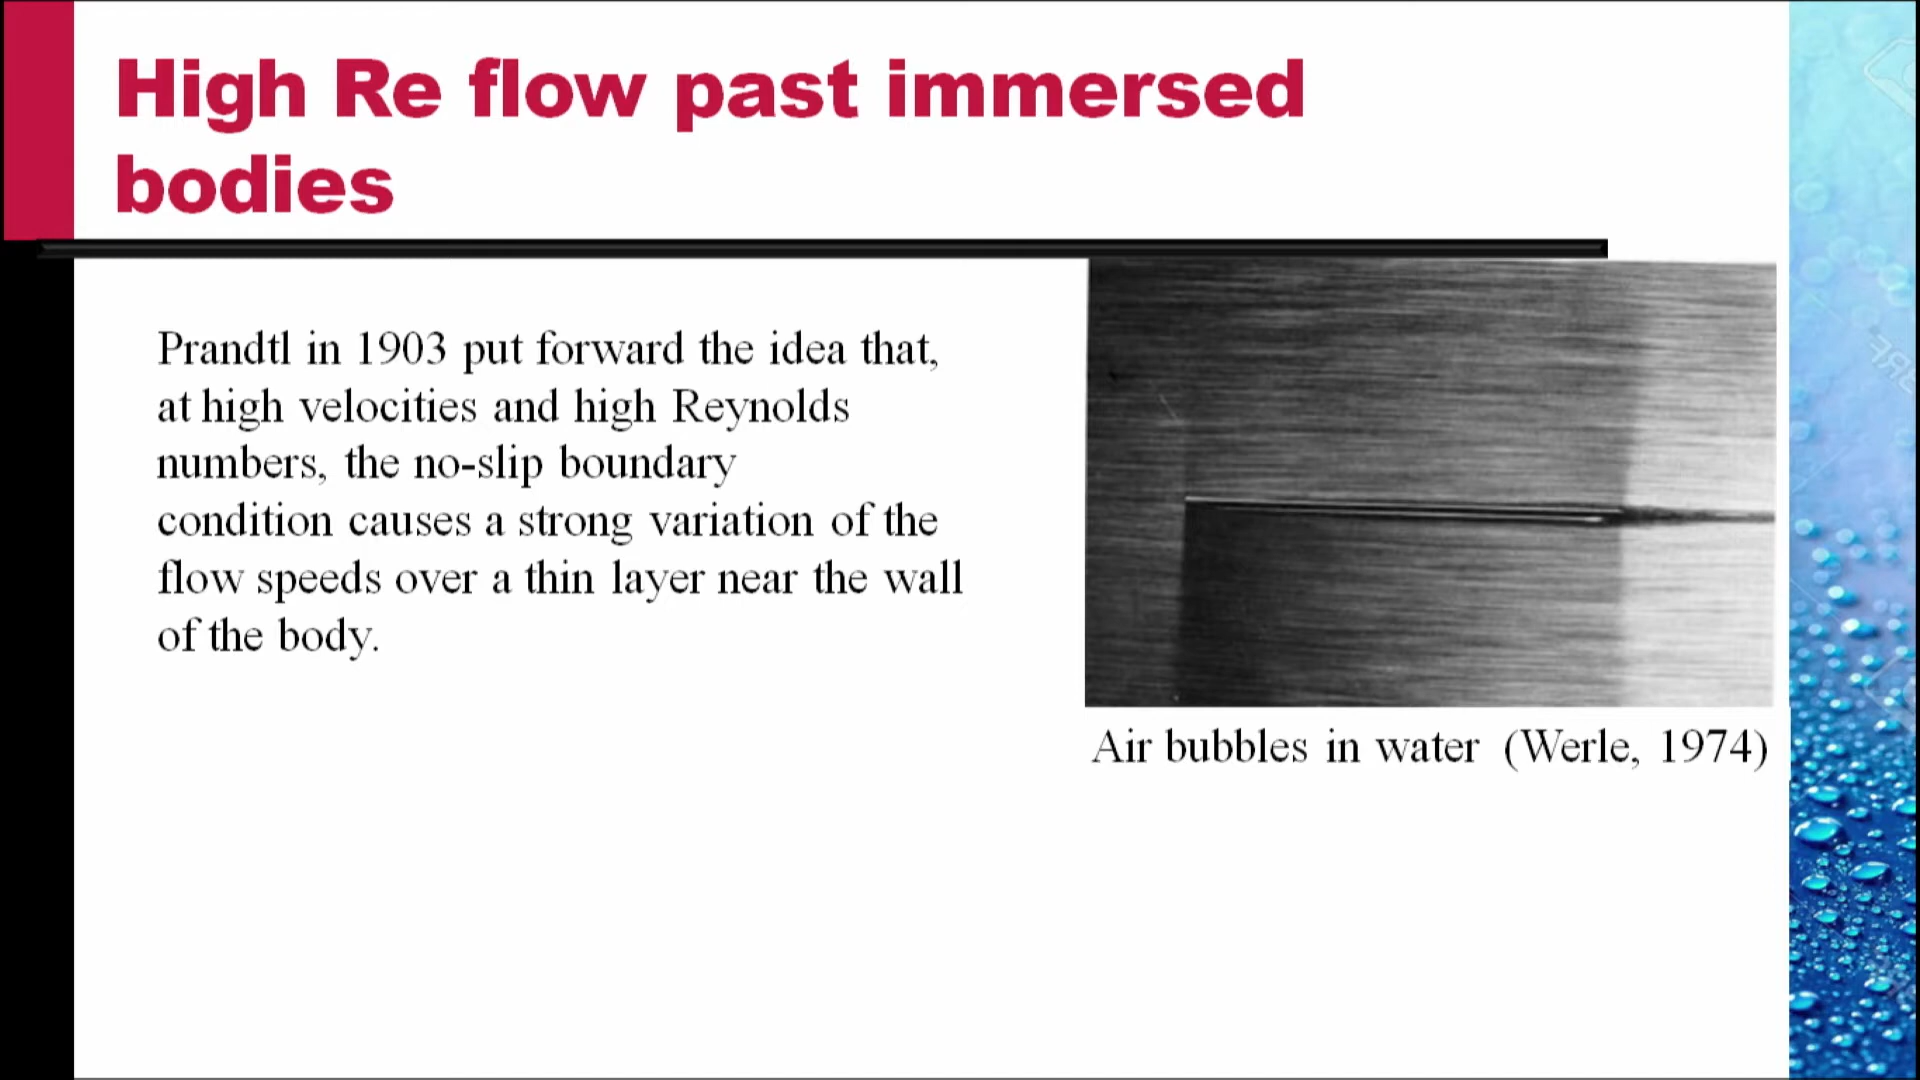 High Re flow past immersed
bodies
Prandtl in 1903 put forward the idea that,
at high velocities and high Reynolds
numbers, the no-slip boundary
condition causes a strong variation of the
flow speeds over a thin layer near the wall
of the body.
Air bubbles in water (Werle, 1974)